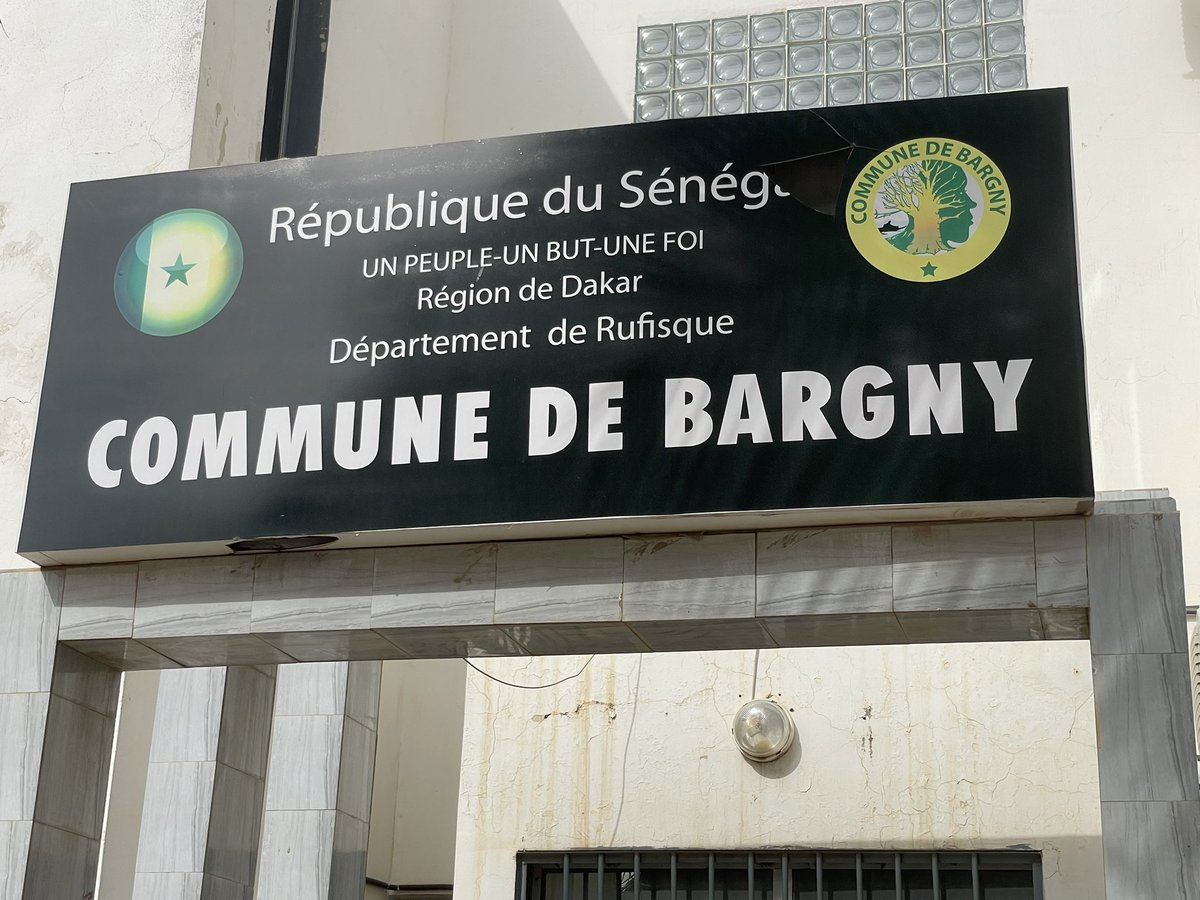 République du Sénég
COMMUNE DE BARGNY
UN PEUPLE-UN BUT-UNE FOI
Région de Dakar
Département de Rufisque
COMMUNE DE BARGNY